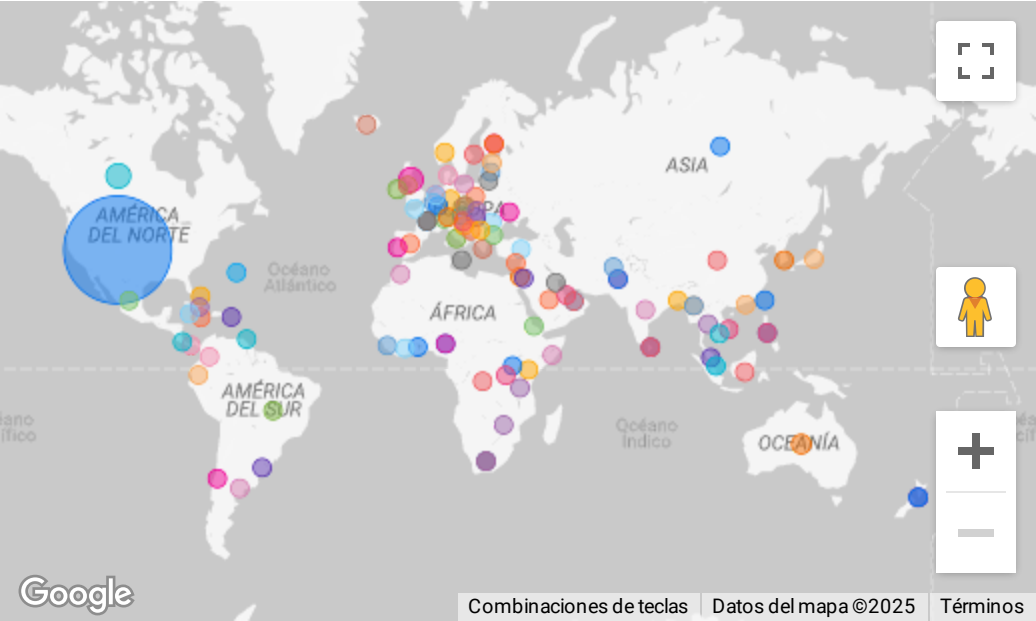 ASIA
AMÉRICA
DEL NORTE
Océano
Atlántico
ÁFRICA
AMÉRICA
DEL SUR
Océano
Índico
OCEANÍA
Google
Combinaciones de teclas
Datos del mapa ©2025
Términos